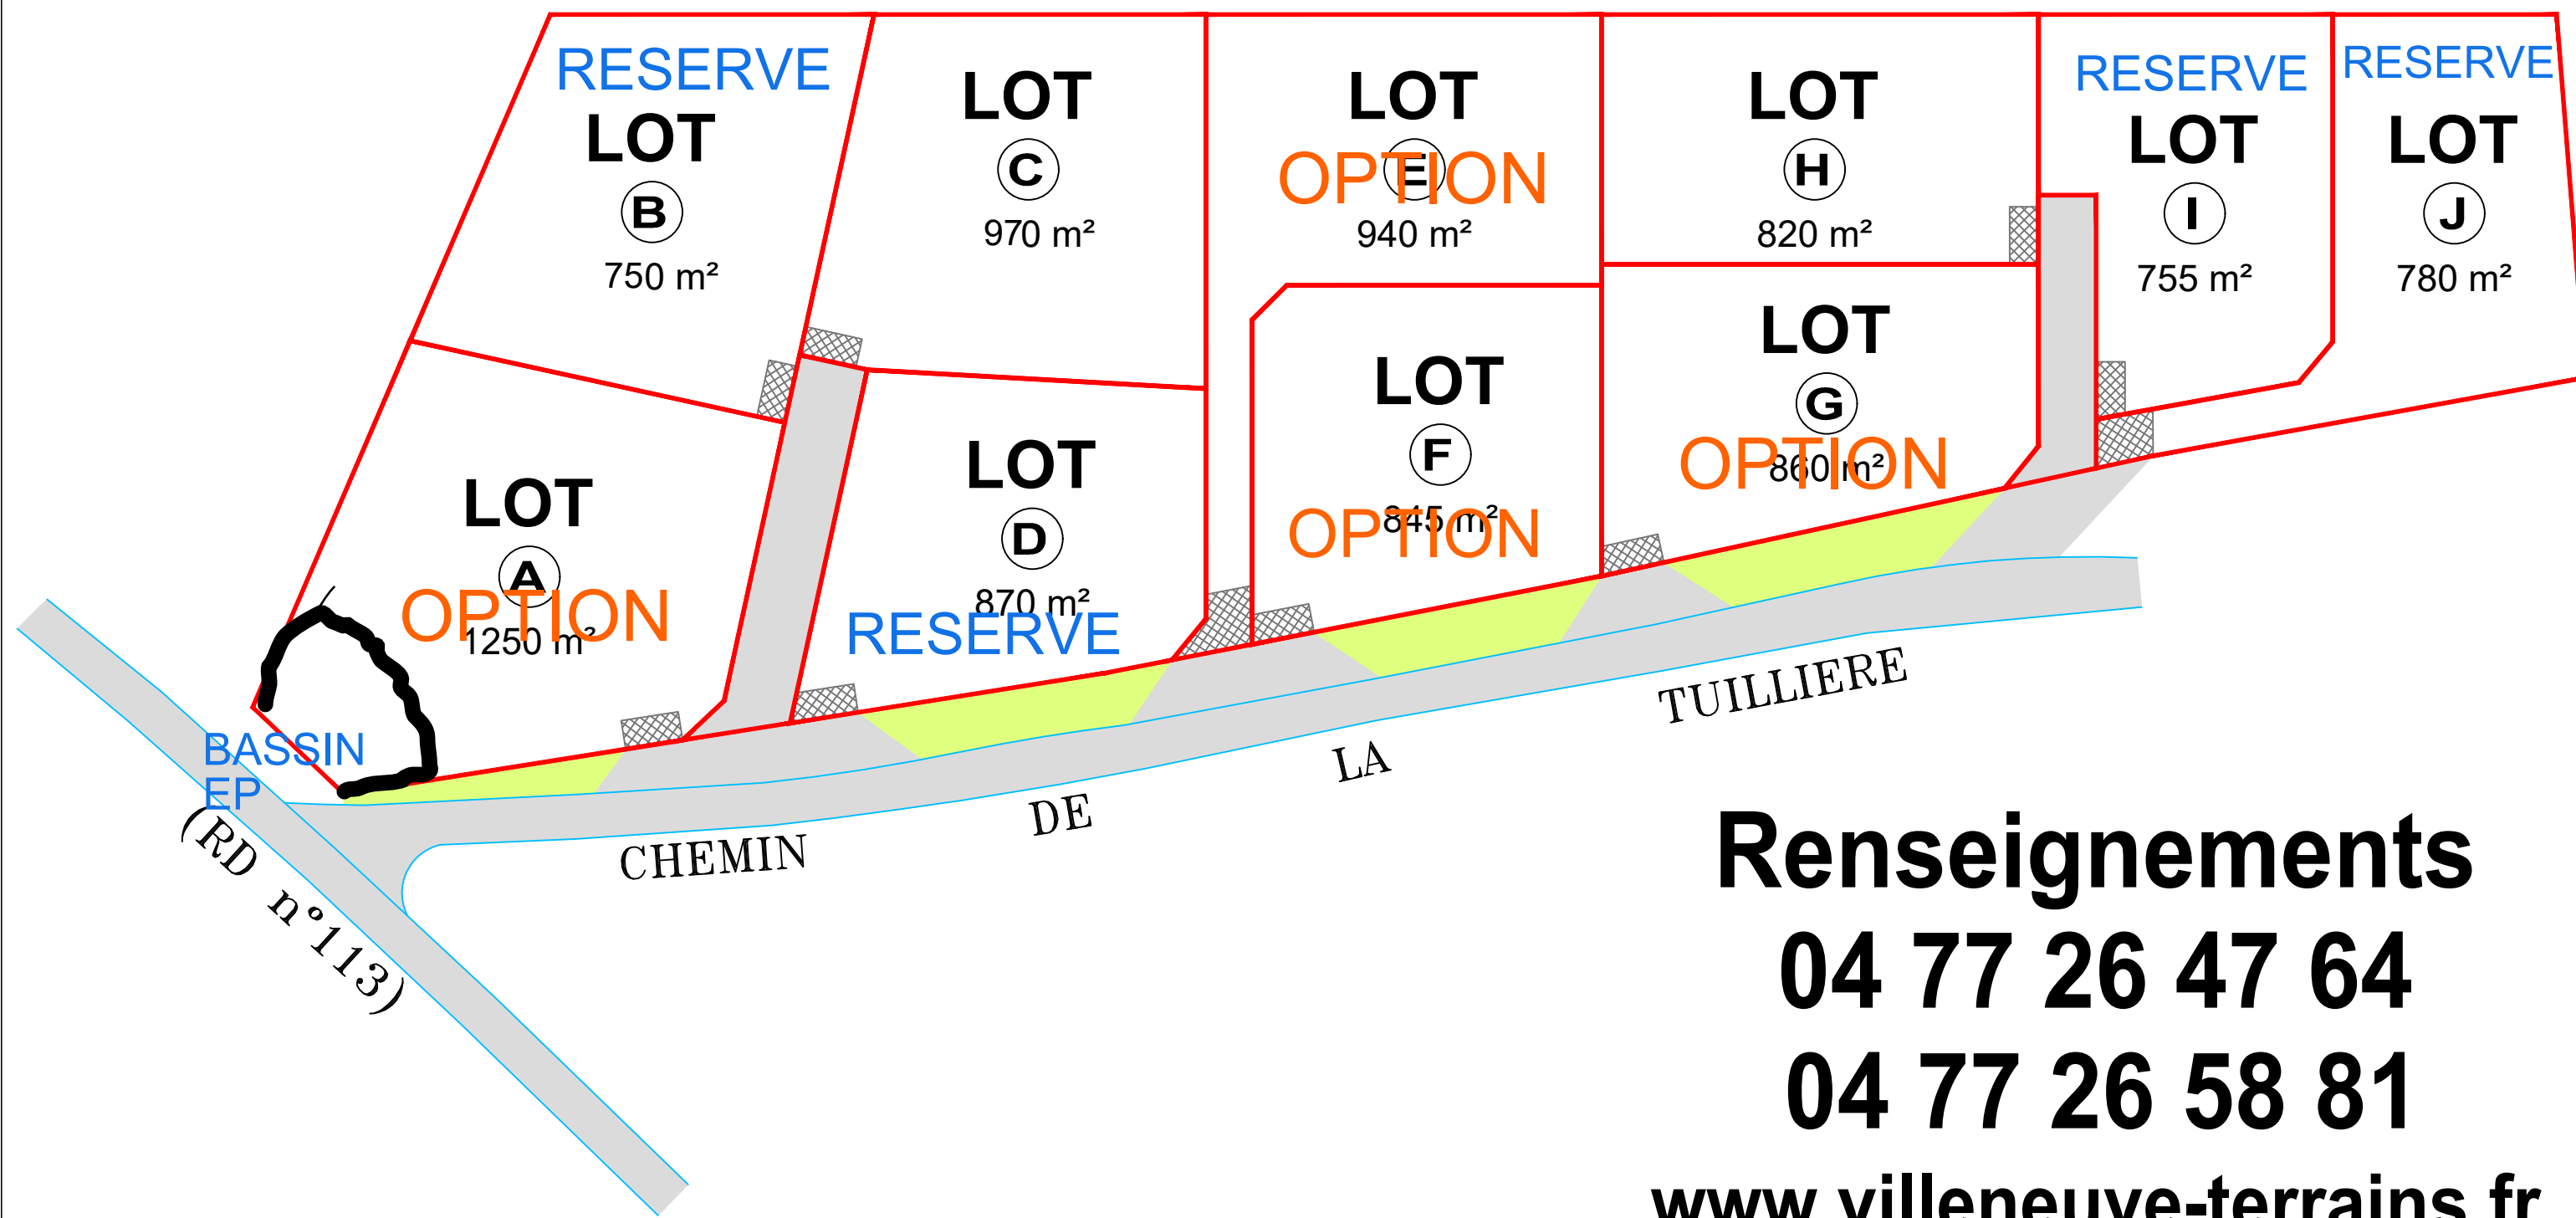 RESERVE
LOT
B
750 m²
LOT
C
970 m²
LOT
E
OPTION
940 m²
LOT
H
820 m²
RESERVE
LOT
I
755 m²
RESERVE
LOT
J
780 m²
LOT
A
OPTION
1250 m²
LOT
D
870 m²
RESERVE
LOT
F
845 m²
OPTION
LOT
G
OPTION
860 m²
BASSIN
EP
(RD n°113)
CHEMIN DE LA TUILLIERE
Renseignements
04 77 26 47 64
04 77 26 58 81
www.villeneuve-terrains.fr